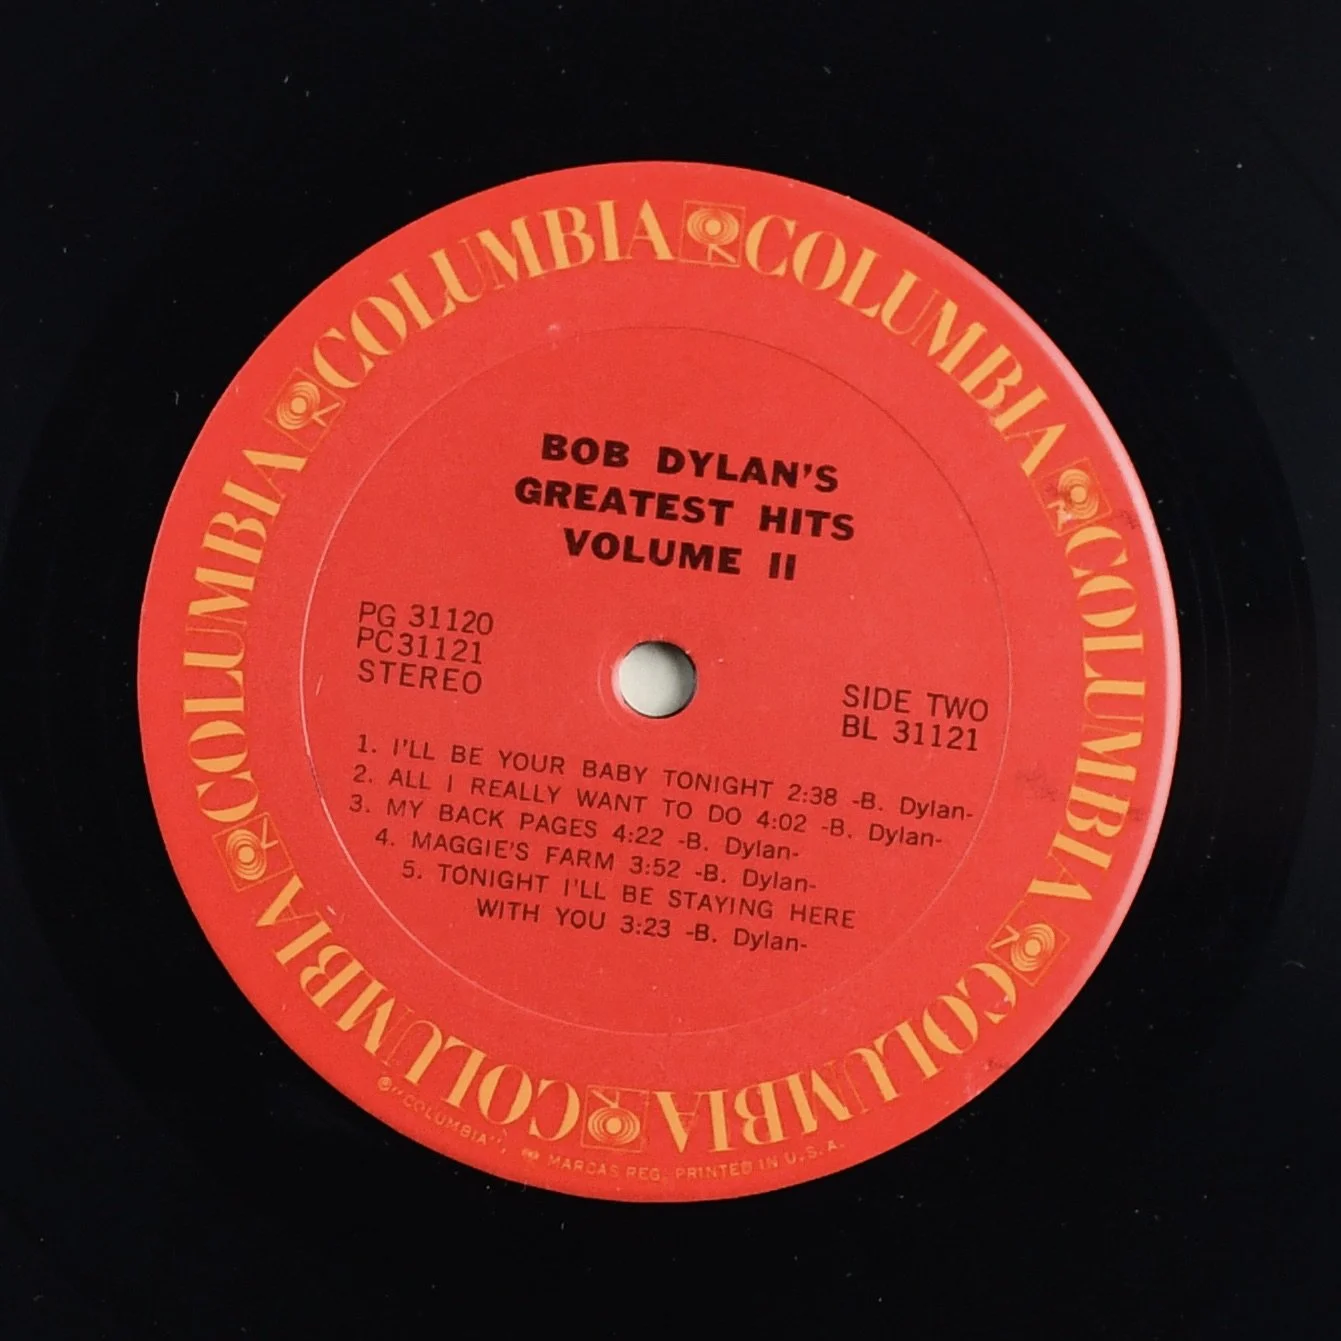 COLUMBIA COLUMBIA COLUMBIA COLUMBIA COLUMBIA COLUMBIA
BOB DYLAN'S
GREATEST HITS
VOLUME II
PG 31120
PC31121
STEREO
SIDE TWO
BL 31121
1. I'LL BE YOUR BABY TONIGHT 2:38 -B. Dylan-
2. ALL I REALLY WANT TO DO 4:02 -B. Dylan-
3. MY BACK PAGES 4:22 -B. Dylan-
4. MAGGIE'S FARM 3:52 -B. Dylan-
5. TONIGHT I'LL BE STAYING HERE
WITH YOU 3:23 -B. Dylan-
"COLUMBIA", MARCAS REG. PRINTED IN U.S.A.